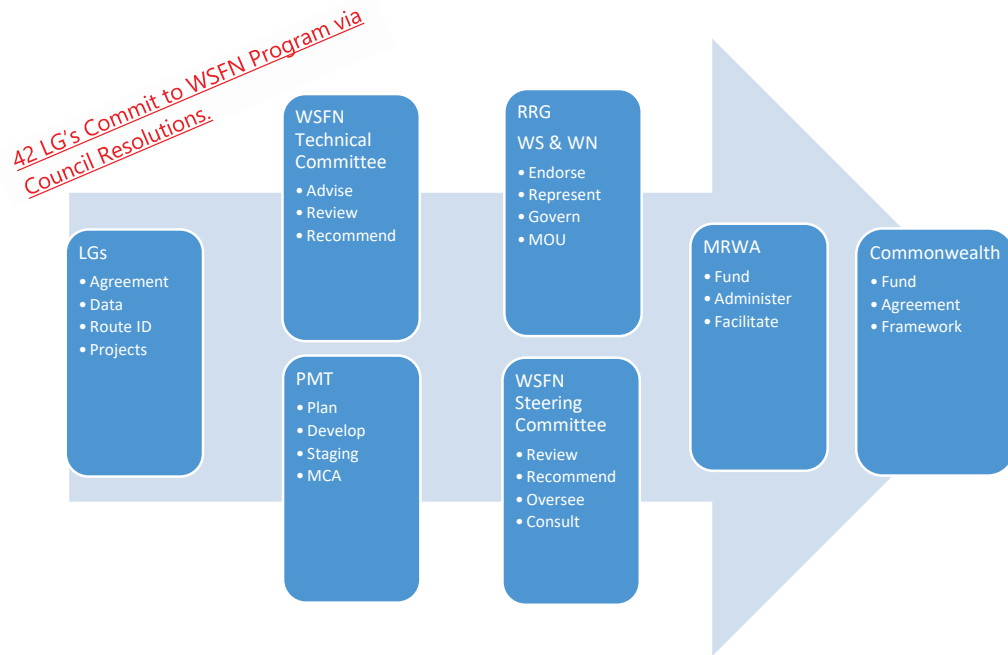 42 LG's Commit to WSFN Program via
Council Resolutions.
LGs
• Agreement
• Data
• Route ID
• Projects
WSFN
Technical
Committee
• Advise
• Review
• Recommend
PMT
• Plan
• Develop
• Staging
• MCA
RRG
WS & WN
• Endorse
• Represent
• Govern
• MOU
WSFN
Steering
Committee
• Review
• Recommend
• Oversee
• Consult
MRWA
• Fund
• Administer
• Facilitate
Commonwealth
• Fund
• Agreement
• Framework